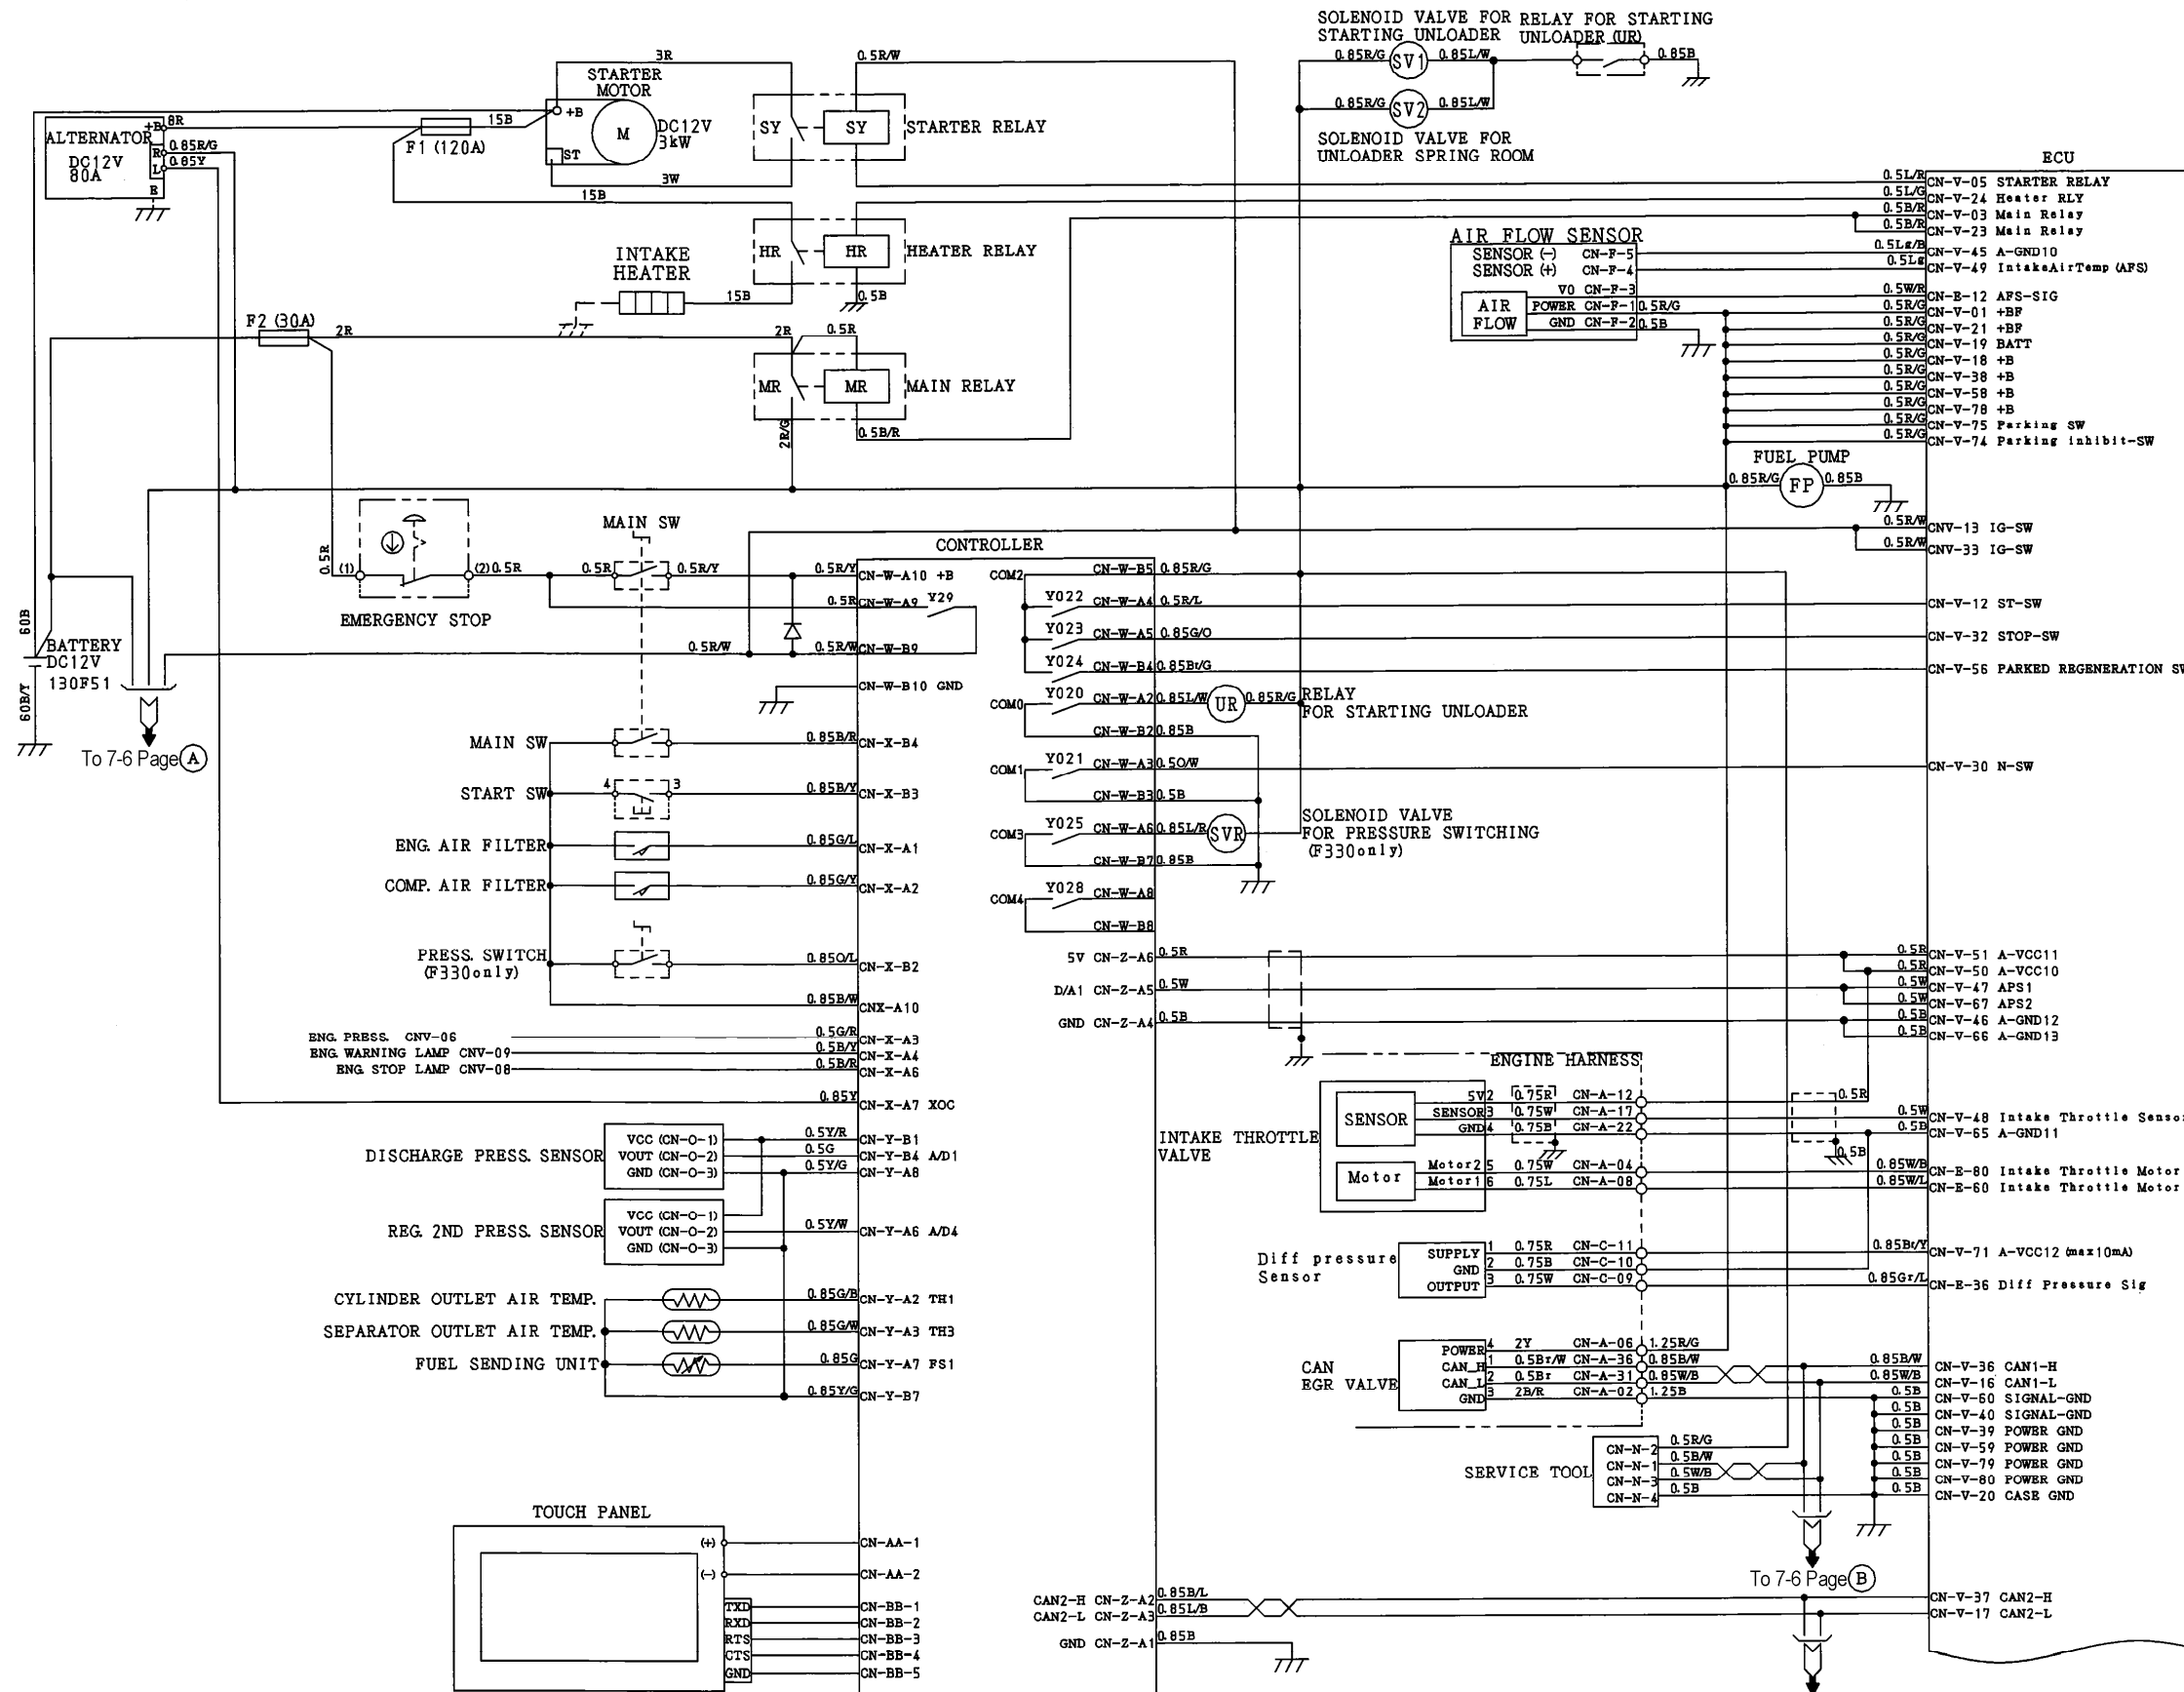 SOLENOID VALVE FOR
STARTING UNLOADER
RELAY FOR STARTING
UNLOADER (UR)
0.85R/G SV1 0.85L/W 0.85B
0.85R/G SV2 0.85L/W
SOLENOID VALVE FOR
UNLOADER SPRING ROOM
3R
0.5R/W
STARTER
MOTOR
+B
M
ST
DC12V
3kW
SY SY STARTER RELAY
ALTERNATOR
DC12V
80A
+B 8R
R 0.85R/G
L 0.85Y
E
F1 (120A)
15B
3W
15B
INTAKE
HEATER
15B
HR HR HEATER RELAY
0.5B
F2 (30A)
2R
2R
0.5R
MR MR MAIN RELAY
2R/G
0.5B/R
ECU
0.5L/R CN-V-05 STARTER RELAY
0.5L/G CN-V-24 Heater RLY
0.5B/R CN-V-03 Main Relay
0.5B/R CN-V-23 Main Relay
0.5Lg/B CN-V-45 A-GND10
0.5Lg CN-V-49 IntakeAirTemp (AFS)
0.5W/R CN-E-12 AFS-SIG
0.5R/G CN-V-01 +BF
0.5R/G CN-V-21 +BF
0.5R/G CN-V-19 BATT
0.5R/G CN-V-18 +B
0.5R/G CN-V-38 +B
0.5R/G CN-V-58 +B
0.5R/G CN-V-78 +B
0.5R/G CN-V-75 Parking SW
0.5R/G CN-V-74 Parking inhibit-SW
AIR FLOW SENSOR
SENSOR (-) CN-F-5
SENSOR (+) CN-F-4
VO CN-F-3
AIR
FLOW
POWER CN-F-1 0.5R/G
GND CN-F-2 0.5B
FUEL PUMP
0.85R/G FP 0.85B
0.5R/W CNV-13 IG-SW
0.5R/W CNV-33 IG-SW
CN-V-12 ST-SW
CN-V-32 STOP-SW
CN-V-56 PARKED REGENERATION SW
CN-V-30 N-SW
0.5R
(1)
(2) 0.5R
EMERGENCY STOP
MAIN SW
0.5R 0.5R/Y
60B
BATTERY
DC12V
130F51
60B/Y
To 7-6 Page A
0.5R/W
CONTROLLER
0.5R/Y CN-W-A10 +B
0.5R CN-W-A9 Y29
0.5R/W CN-W-B9
CN-W-B10 GND
MAIN SW 0.85B/R CN-X-B4
START SW 4 3 0.85B/Y CN-X-B3
ENG. AIR FILTER 0.85G/L CN-X-A1
COMP. AIR FILTER 0.85G/Y CN-X-A2
PRESS. SWITCH
(F330only)
0.85O/L CN-X-B2
0.85B/W CNX-A10
ENG. PRESS. CNV-06 0.5G/R CN-X-A3
ENG. WARNING LAMP CNV-09 0.5B/Y CN-X-A4
ENG. STOP LAMP CNV-08 0.5B/R CN-X-A6
0.85Y CN-X-A7 XOC
DISCHARGE PRESS. SENSOR
VCC (CN-O-1) 0.5Y/R CN-Y-B1
VOUT (CN-O-2) 0.5G CN-Y-B4 A/D1
GND (CN-O-3) 0.5Y/G CN-Y-A8
REG. 2ND PRESS. SENSOR
VCC (CN-O-1)
VOUT (CN-O-2) 0.5Y/W CN-Y-A6 A/D4
GND (CN-O-3)
CYLINDER OUTLET AIR TEMP. 0.85G/B CN-Y-A2 TH1
SEPARATOR OUTLET AIR TEMP. 0.85G/W CN-Y-A3 TH3
FUEL SENDING UNIT 0.85G CN-Y-A7 FS1
0.85Y/G CN-Y-B7
TOUCH PANEL
(+) CN-AA-1
(-) CN-AA-2
TXD CN-BB-1
RXD CN-BB-2
RTS CN-BB-3
CTS CN-BB-4
GND CN-BB-5
COM2 CN-W-B5 0.85R/G
Y022 CN-W-A4 0.5R/L
Y023 CN-W-A5 0.85G/O
Y024 CN-W-B4 0.85Br/G
COM0 Y020 CN-W-A2 0.85L/W UR 0.85R/G
RELAY
FOR STARTING UNLOADER
CN-W-B2 0.85B
COM1 Y021 CN-W-A3 0.5O/W
CN-W-B3 0.5B
COM3 Y025 CN-W-A6 0.85L/R SVR
SOLENOID VALVE
FOR PRESSURE SWITCHING
(F330only)
CN-W-B7 0.85B
COM4 Y028 CN-W-A8
CN-W-B8
5V CN-Z-A6 0.5R
D/A1 CN-Z-A5 0.5W
GND CN-Z-A4 0.5B
0.5R CN-V-51 A-VCC11
0.5R CN-V-50 A-VCC10
0.5W CN-V-47 APS1
0.5W CN-V-67 APS2
0.5B CN-V-46 A-GND12
0.5B CN-V-66 A-GND13
ENGINE HARNESS
INTAKE THROTTLE
VALVE
SENSOR
5V 2 0.75R CN-A-12 0.5R
SENSOR 3 0.75W CN-A-17
GND 4 0.75B CN-A-22
Motor
Motor2 5 0.75W CN-A-04
Motor1 6 0.75L CN-A-08
0.5B
0.5W CN-V-48 Intake Throttle Sensor
0.5B CN-V-65 A-GND11
0.85W/B CN-E-80 Intake Throttle Motor
0.85W/L CN-E-60 Intake Throttle Motor
Diff pressure
Sensor
SUPPLY 1 0.75R CN-C-11
GND 2 0.75B CN-C-10
OUTPUT 3 0.75W CN-C-09
0.85Br/Y CN-V-71 A-VCC12 (max10mA)
0.85Gr/L CN-E-36 Diff Pressure Sig
CAN
EGR VALVE
POWER 4 2Y CN-A-06 1.25R/G
CAN_H 1 0.5Br/W CN-A-36 0.85B/W
CAN_L 2 0.5Br CN-A-31 0.85W/B
GND 3 2B/R CN-A-02 1.25B
0.85B/W CN-V-36 CAN1-H
0.85W/B CN-V-16 CAN1-L
0.5B CN-V-60 SIGNAL-GND
0.5B CN-V-40 SIGNAL-GND
0.5B CN-V-39 POWER GND
0.5B CN-V-59 POWER GND
0.5B CN-V-79 POWER GND
0.5B CN-V-80 POWER GND
0.5B CN-V-20 CASE GND
SERVICE TOOL
CN-N-2 0.5R/G
CN-N-1 0.5B/W
CN-N-3 0.5W/B
CN-N-4 0.5B
To 7-6 Page B
CAN2-H CN-Z-A2 0.85B/L
CAN2-L CN-Z-A3 0.85L/B
GND CN-Z-A1 0.85B
CN-V-37 CAN2-H
CN-V-17 CAN2-L